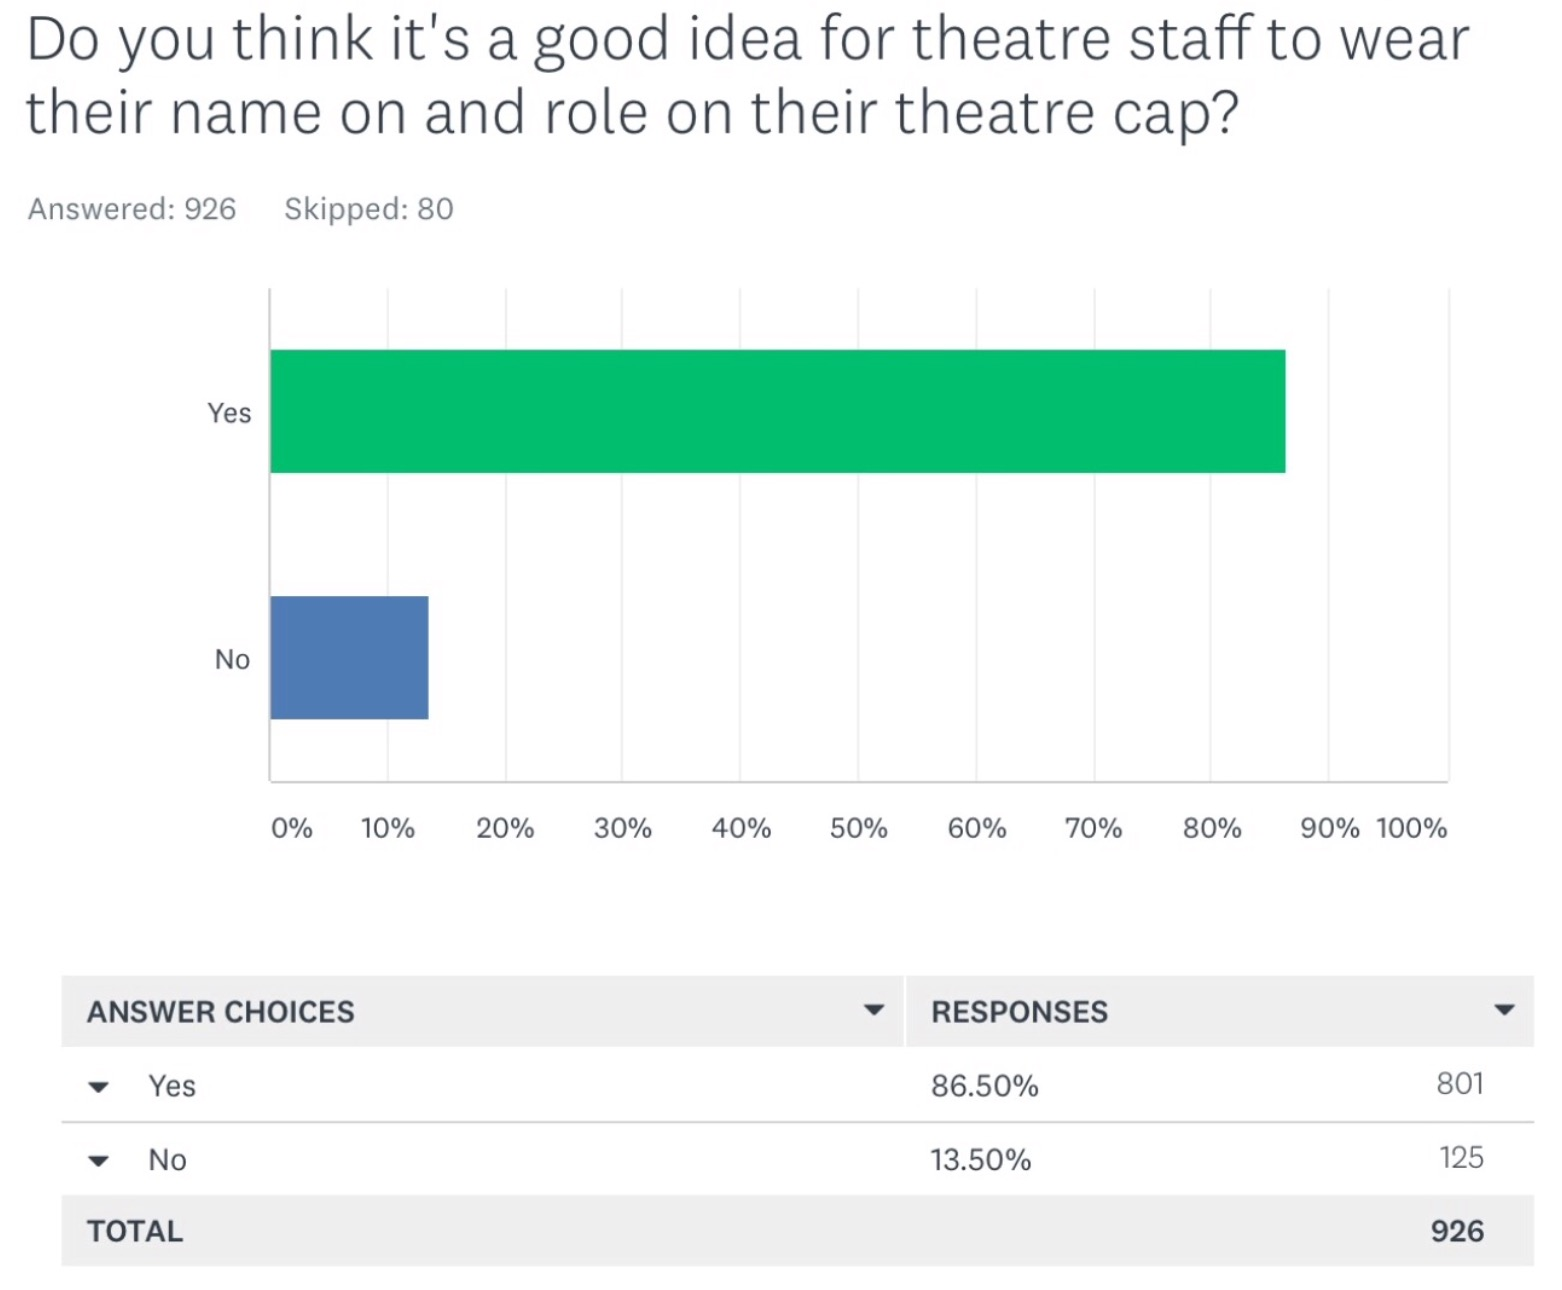 Do you think it's a good idea for theatre staff to wear
their name on and role on their theatre cap?
Answered: 926 Skipped: 80
Yes
No
0% 10% 20% 30% 40% 50% 60% 70% 80% 90% 100%
ANSWER CHOICES RESPONSES
Yes 86.50% 801
No 13.50% 125
TOTAL 926